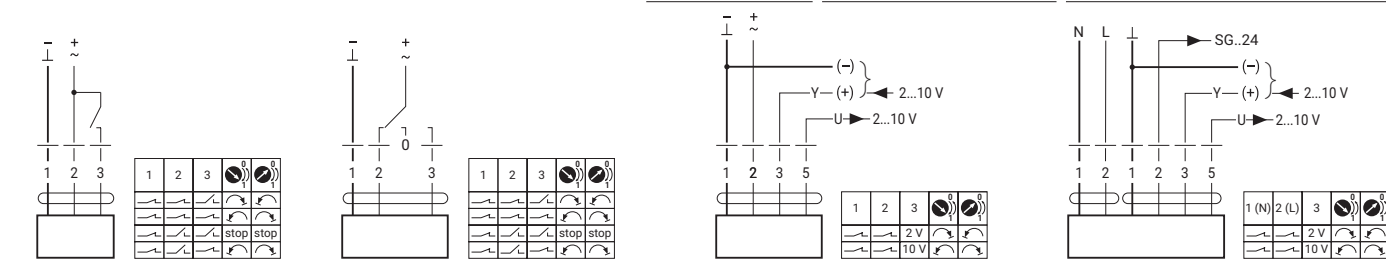 − +
⊥ ~
1 2 3
1 2 3 0 1 0 1
stop stop
− +
⊥ ~
0
1 2 3
1 2 3 0 1 0 1
stop stop
− +
⊥ ~
(−)
Y (+) 2...10 V
U 2...10 V
1 2 3 5
1 2 3 0 1 0 1
2 V
10 V
N L ⊥ SG..24
(−)
Y (+) 2...10 V
U 2...10 V
1 2 1 2 3 5
1 (N) 2 (L) 3 0 1 0 1
2 V
10 V